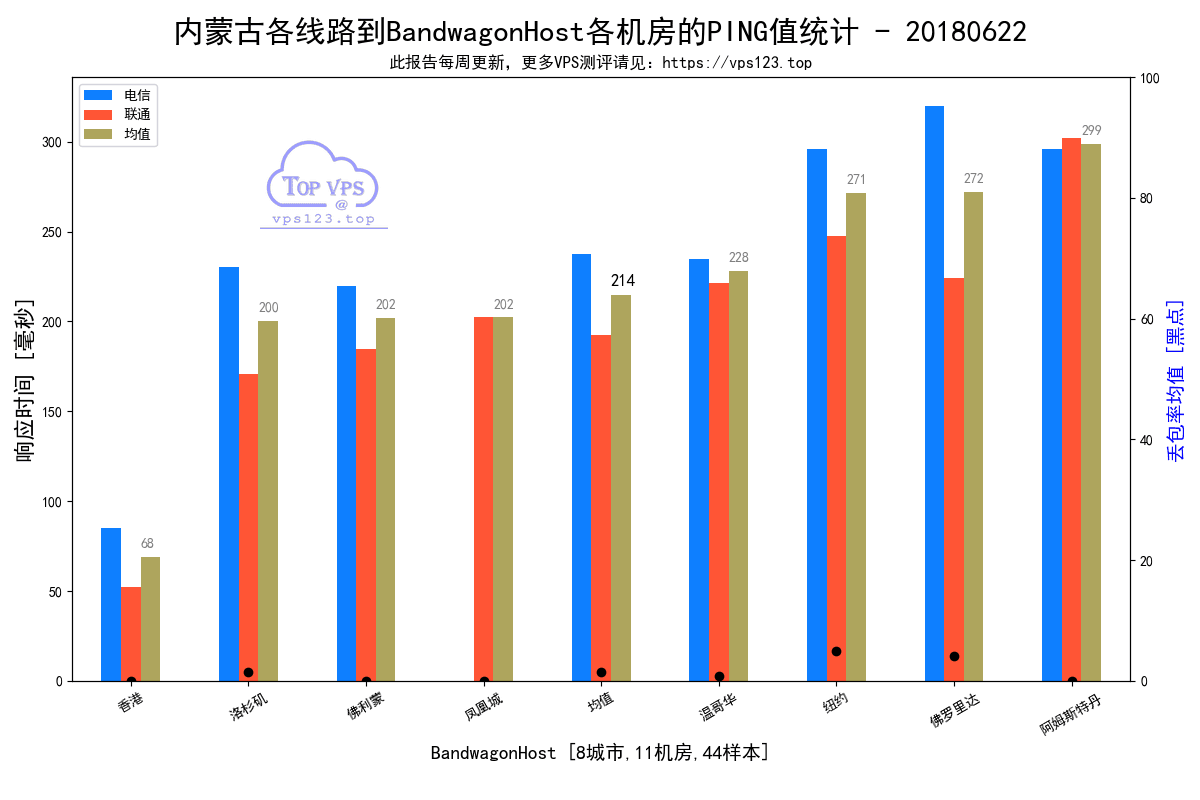 内蒙古各线路到BandwagonHost各机房的PING值统计 - 20180622
此报告每周更新，更多VPS测评请见：https://vps123.top
电信
联通
均值
TOP VPS
@
vps123.top
响应时间 [毫秒]
300
250
200
150
100
50
0
68
200
202
202
214
228
271
272
299
100
80
60
40
20
0
丢包率均值 [黑点]
香港
洛杉矶
佛利蒙
凤凰城
均值
温哥华
纽约
佛罗里达
阿姆斯特丹
BandwagonHost [8城市,11机房,44样本]